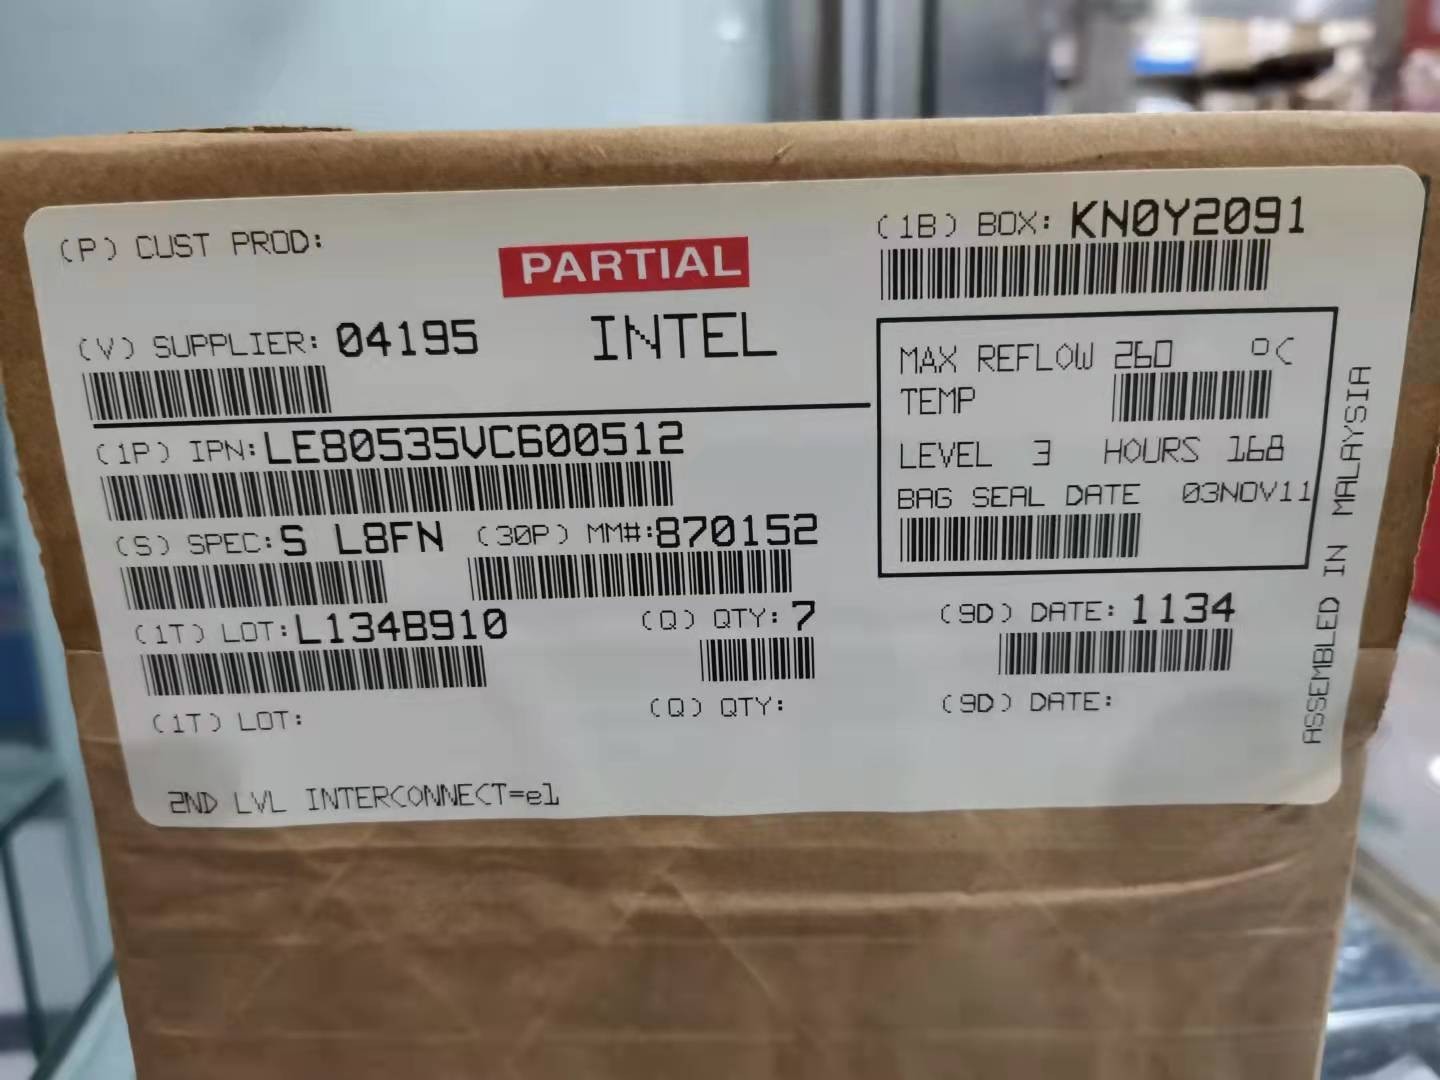 (P) CUST PROD:
PARTIAL
(1B) BOX: KN0Y2091
(V) SUPPLIER: 04195
INTEL
MAX REFLOW 260 °C
TEMP
LEVEL 3 HOURS 168
BAG SEAL DATE 03NOV11
(1P) IPN:LE80535VC600512
(S) SPEC:S L8FN (30P) MM#:870152
(1T) LOT:L134B910 (Q) QTY:7 (9D) DATE:1134
(1T) LOT: (Q) QTY: (9D) DATE:
2ND LVL INTERCONNECT=e1
ASSEMBLED IN MALAYSIA